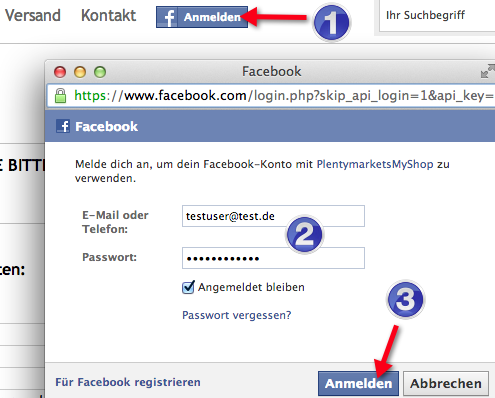 Versand Kontakt f Anmelden 1 Ihr Suchbegriff
Facebook
https://www.facebook.com/login.php?skip_api_login=1&api_key=
f Facebook
E BITTE
Melde dich an, um dein Facebook-Konto mit PlentymarketsMyShop zu
verwenden.
E-Mail oder
Telefon:
testuser@test.de
2
ten:
Passwort: ••••••••••••
Angemeldet bleiben
3
Passwort vergessen?
Für Facebook registrieren Anmelden Abbrechen